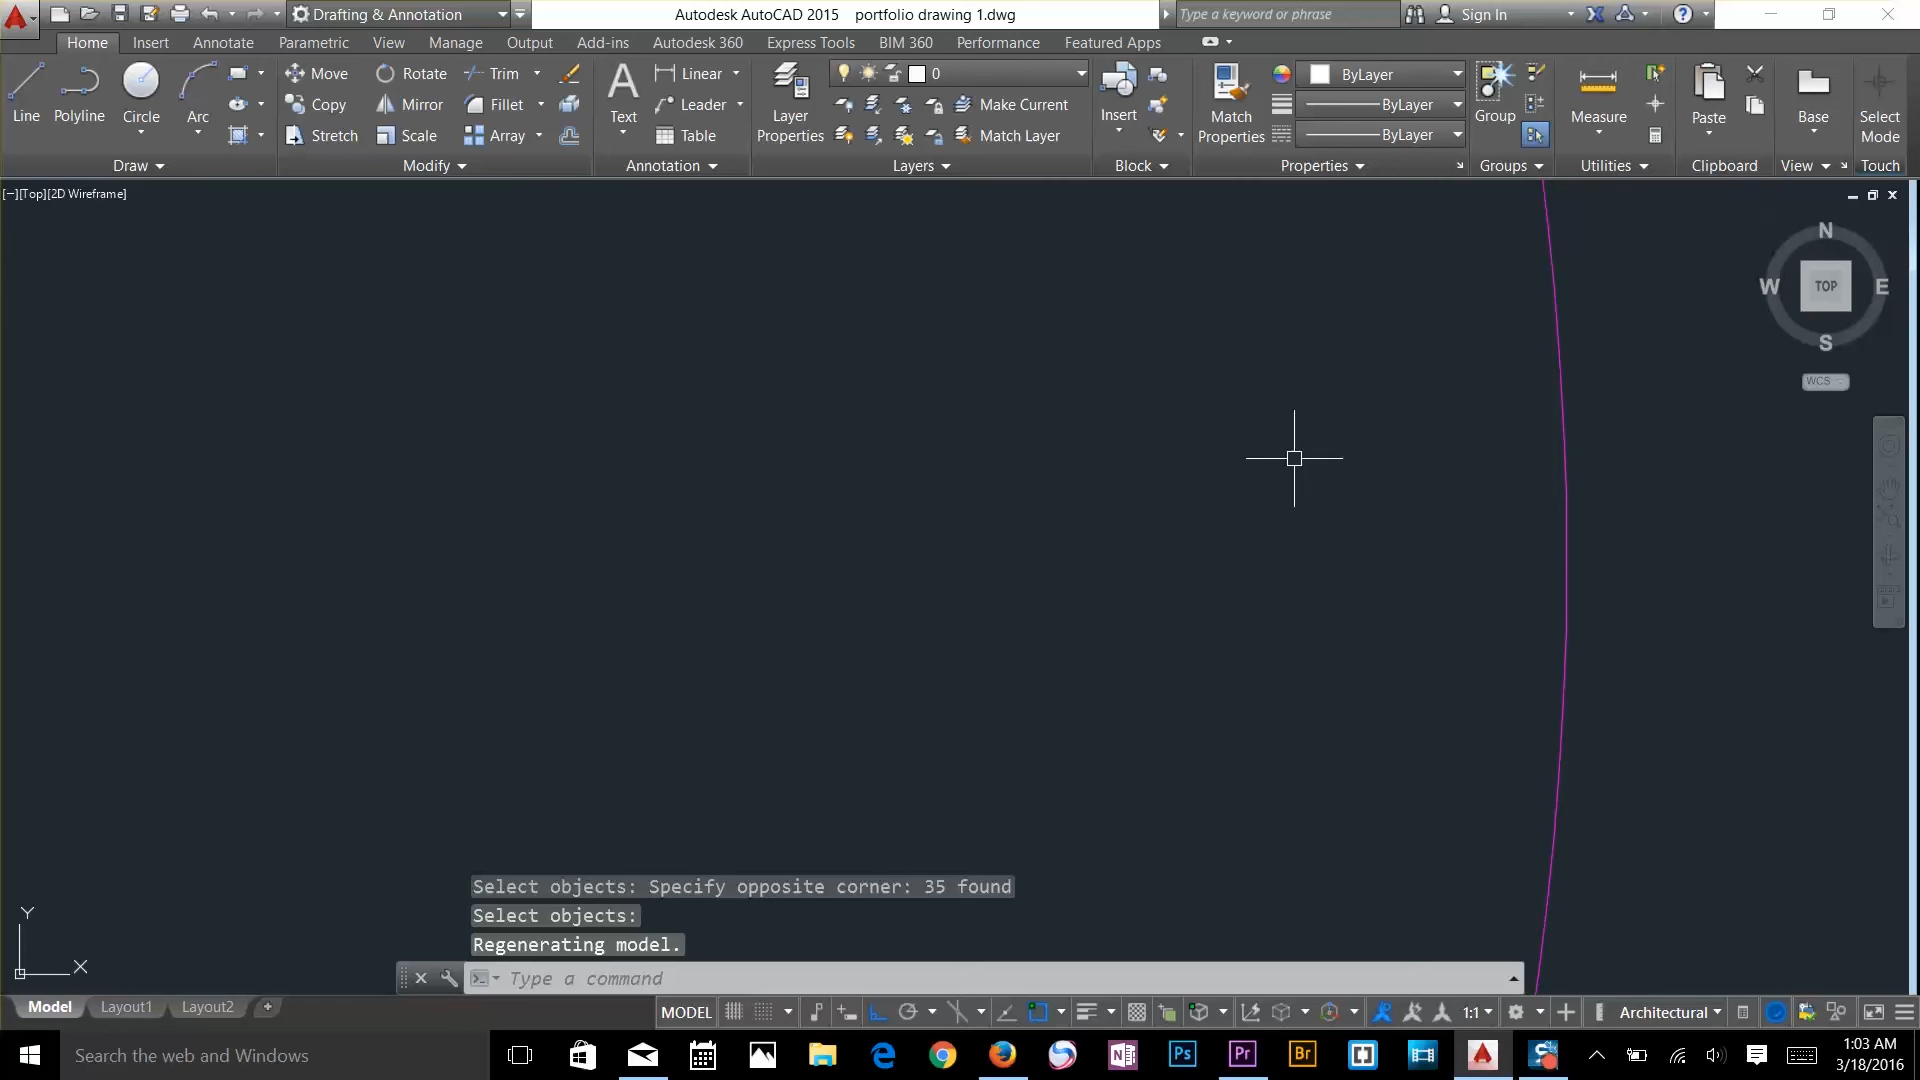 Drafting & Annotation
Autodesk AutoCAD 2015 portfolio drawing 1.dwg
Type a keyword or phrase
Sign In
Home Insert Annotate Parametric View Manage Output Add-ins Autodesk 360 Express Tools BIM 360 Performance Featured Apps
Line Polyline Circle Arc
Draw
Move Rotate Trim
Copy Mirror Fillet
Stretch Scale Array
Modify
Text
Linear
Leader
Table
Annotation
Layer
Properties
0
Make Current
Match Layer
Layers
Insert
Block
Match
Properties
ByLayer
ByLayer
ByLayer
Properties
Group
Groups
Measure
Utilities
Paste
Clipboard
Base
View
Select
Mode
Touch
[−][Top][2D Wireframe]
N
W TOP E
S
WCS
Select objects: Specify opposite corner: 35 found
Select objects:
Regenerating model.
Type a command
Y
X
Model Layout1 Layout2
MODEL
1:1
Architectural
Search the web and Windows
N
Ps
Pr
Br
1:03 AM
3/18/2016